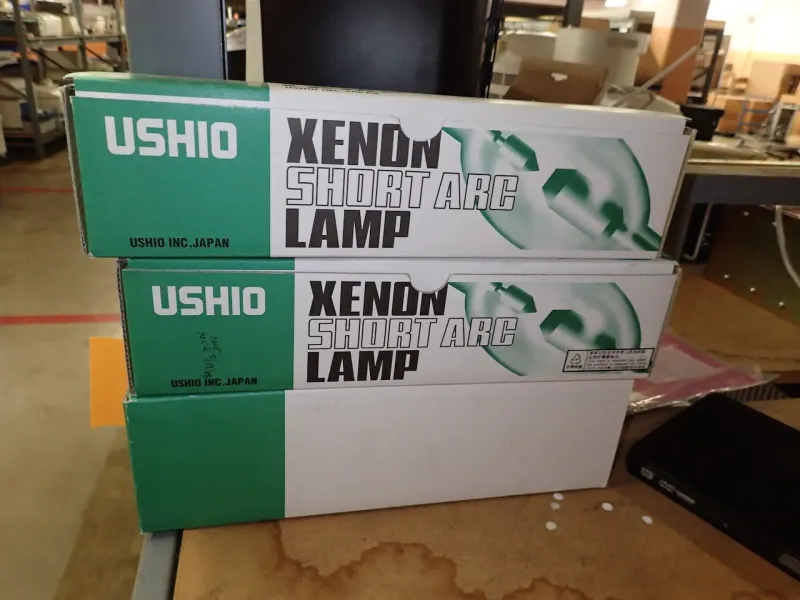 USHIO
XENON
SHORT ARC
LAMP
USHIO INC.JAPAN
USHIO
XENON
SHORT ARC
LAMP
USHIO INC.JAPAN